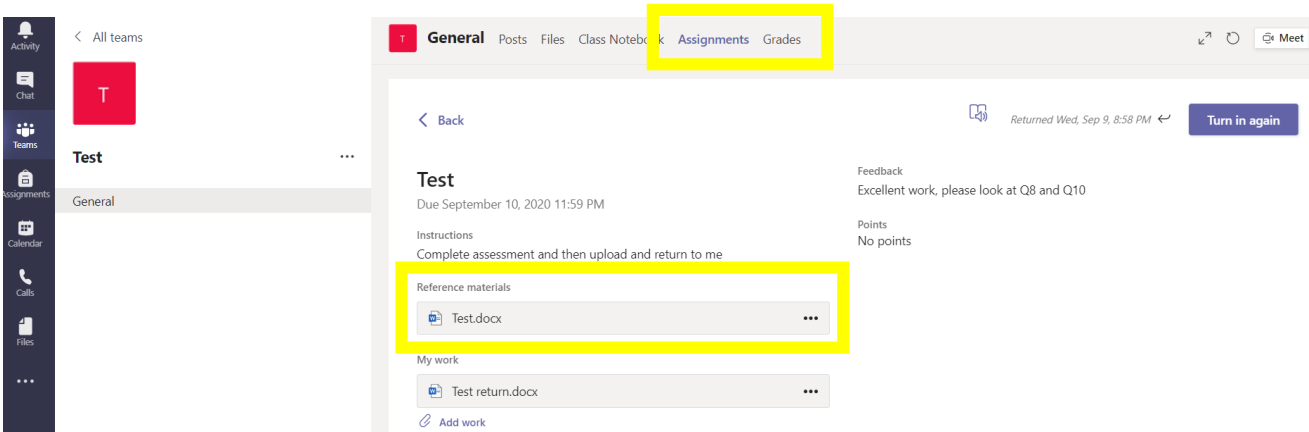 Activity
Chat
Teams
Assignments
Calendar
Calls
Files
All teams
T
Test
General
T
General Posts Files Class Notebook Assignments Grades
Meet
Back
Returned Wed, Sep 9, 8:58 PM
Turn in again
Test
Due September 10, 2020 11:59 PM
Instructions
Complete assessment and then upload and return to me
Reference materials
Test.docx
My work
Test return.docx
Add work
Feedback
Excellent work, please look at Q8 and Q10
Points
No points